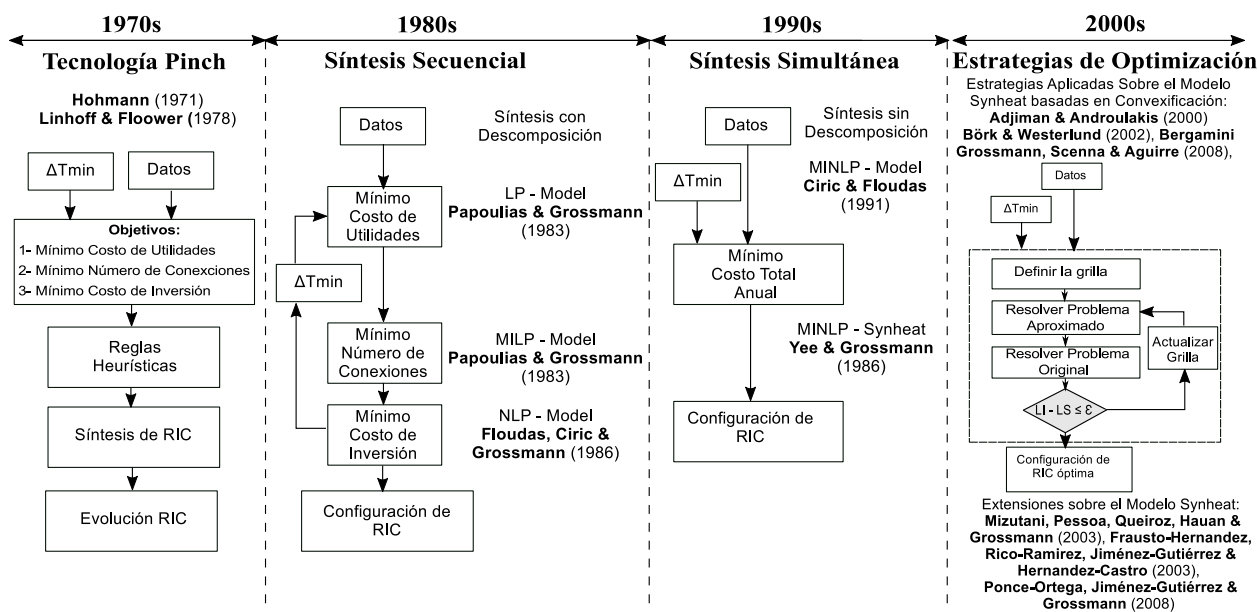 1970s
Tecnología Pinch
Hohmann (1971)
Linhoff & Floower (1978)
ΔTmin
Datos
Objetivos:
1- Mínimo Costo de Utilidades
2- Mínimo Número de Conexciones
3- Mínimo Costo de Inversión
Reglas
Heurísticas
Síntesis de RIC
Evolución RIC
1980s
Síntesis Secuencial
Datos
Síntesis con
Descomposición
Mínimo
Costo de
Utilidades
LP - Model
Papoulias & Grossmann
(1983)
ΔTmin
Mínimo
Número de
Conexiones
MILP - Model
Papoulias & Grossmann
(1983)
Mínimo
Costo de
Inversión
NLP - Model
Floudas, Ciric &
Grossmann (1986)
Configuración de
RIC
1990s
Síntesis Simultánea
Datos
Síntesis sin
Descomposición
ΔTmin
MINLP - Model
Ciric & Floudas
(1991)
Mínimo
Costo Total
Anual
MINLP - Synheat
Yee & Grossmann
(1986)
Configuración de
RIC
2000s
Estrategias de Optimización
Estrategias Aplicadas Sobre el Modelo
Synheat basadas en Convexificación:
Adjiman & Androulakis (2000)
Börk & Westerlund (2002), Bergamini
Grossmann, Scenna & Aguirre (2008),
Datos
ΔTmin
Definir la grilla
Resolver Problema
Aproximado
Actualizar
Grilla
Resolver Problema
Original
LI - LS ≤ Ɛ
Configuración de
RIC óptima
Extensiones sobre el Modelo Synheat:
Mizutani, Pessoa, Queiroz, Hauan &
Grossmann (2003), Frausto-Hernandez,
Rico-Ramirez, Jiménez-Gutiérrez &
Hernandez-Castro (2003),
Ponce-Ortega, Jiménez-Gutiérrez &
Grossmann (2008)